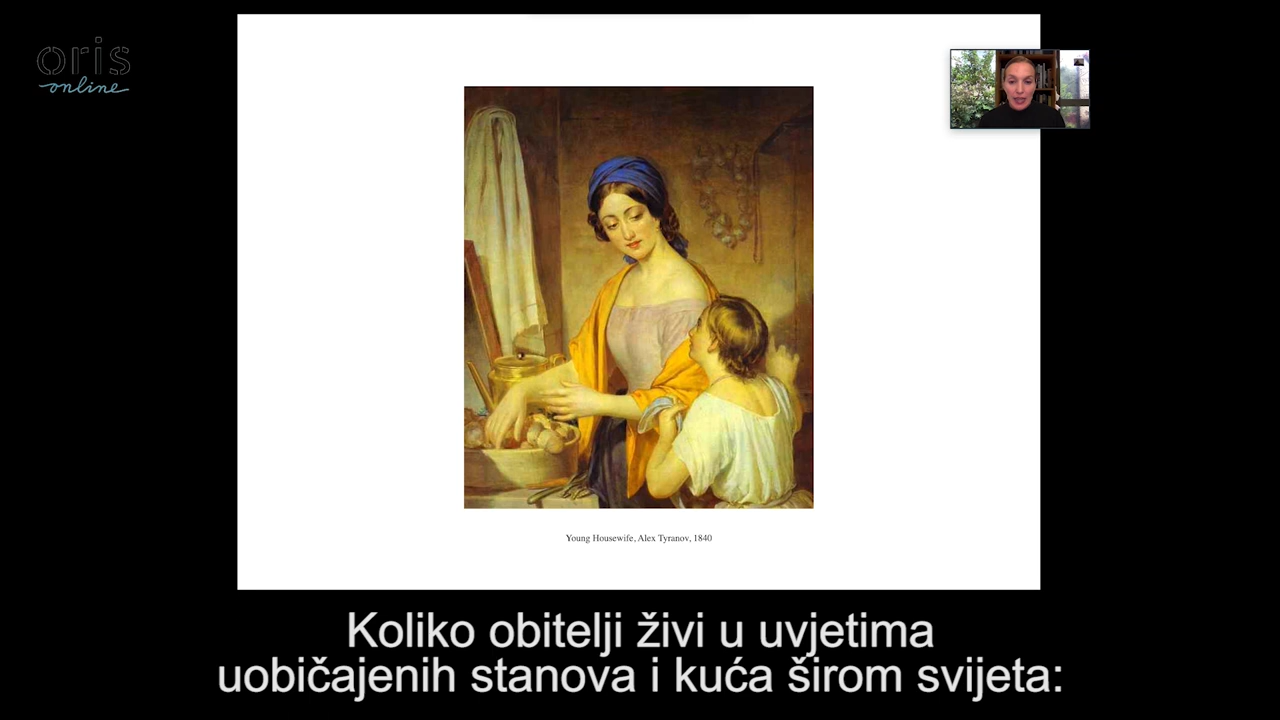 oris
online
Young Housewife, Alex Tyranov, 1840
Koliko obitelji živi u uvjetima
uobičajenih stanova i kuća širom svijeta: